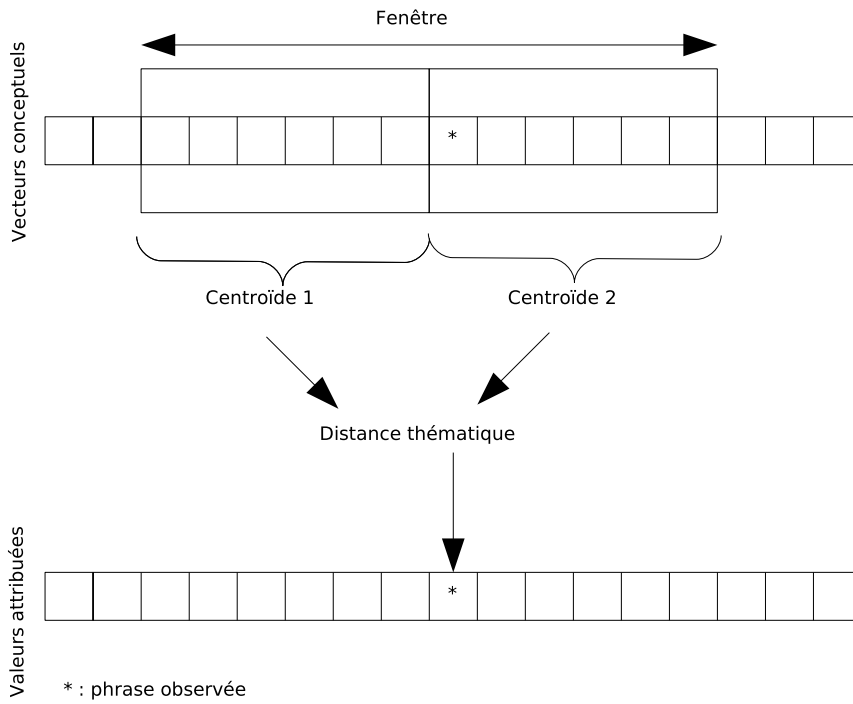 Fenêtre
Vecteurs conceptuels
*
Centroïde 1
Centroïde 2
Distance thématique
Valeurs attribuées
*
* : phrase observée